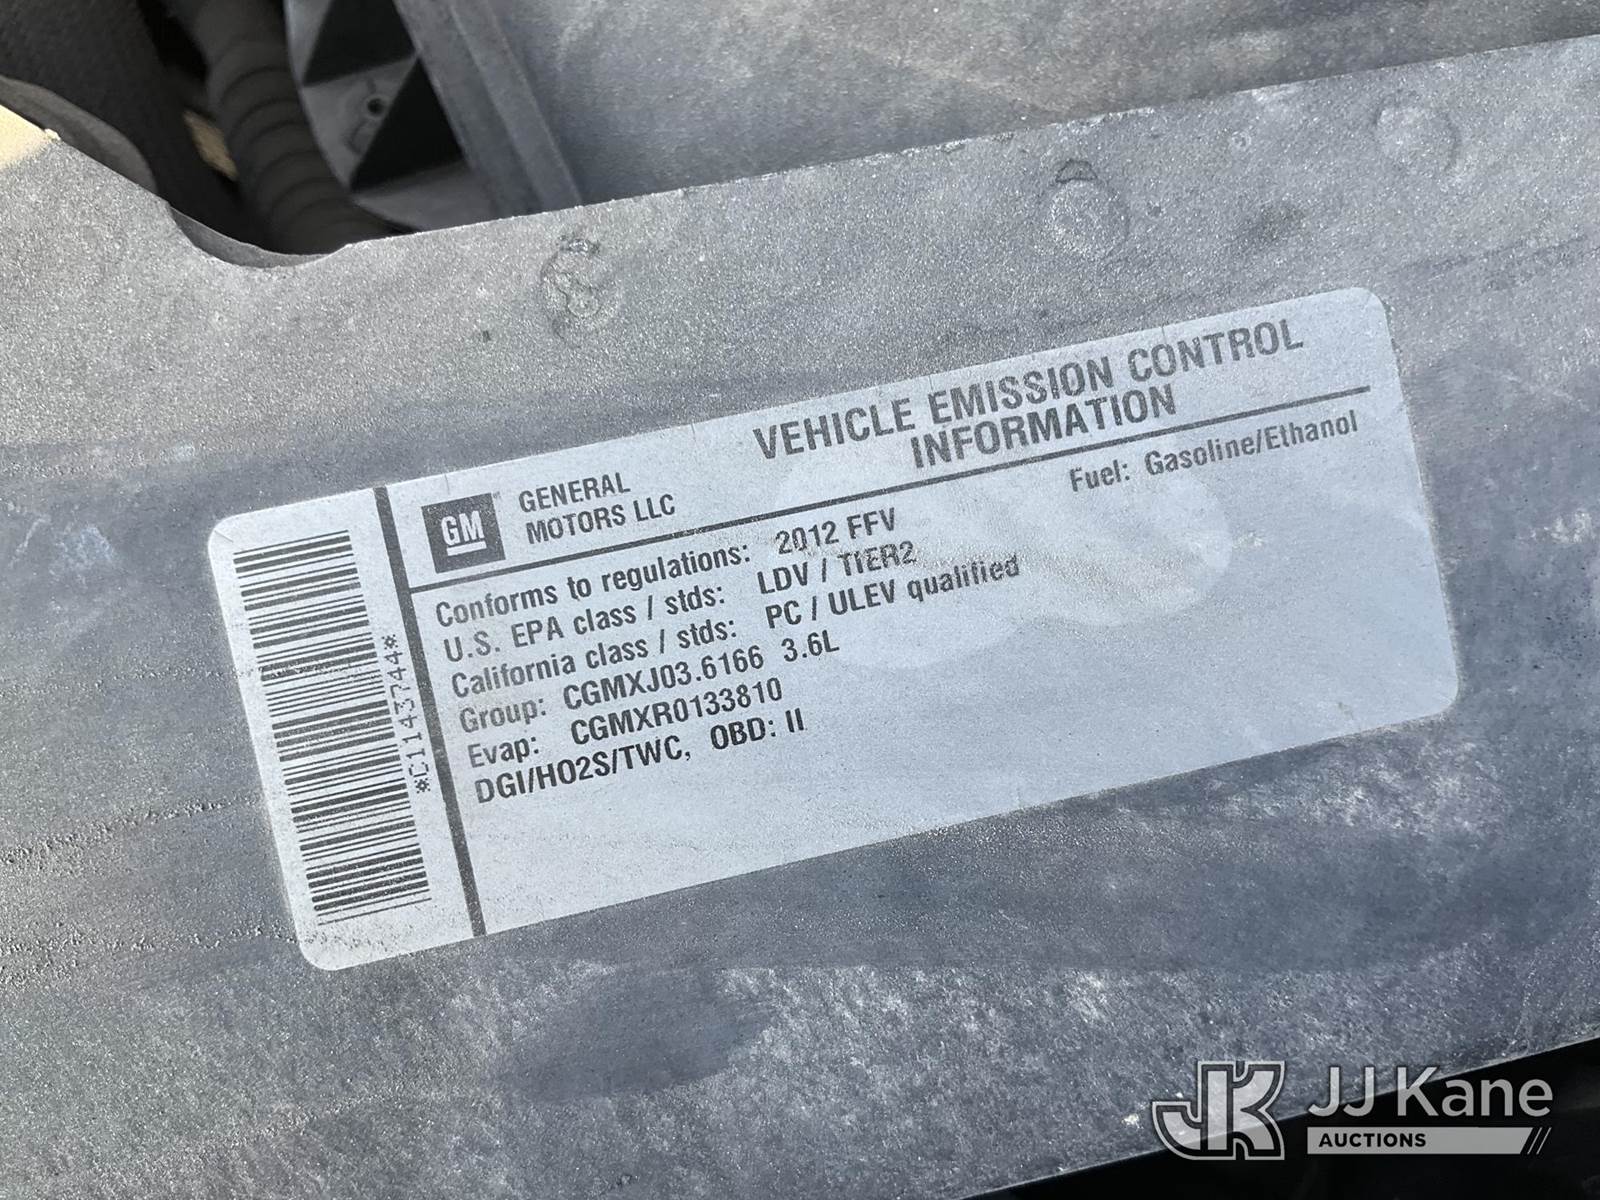 VEHICLE EMISSION CONTROL
INFORMATION
GM
GENERAL
MOTORS LLC
Fuel: Gasoline/Ethanol
Conforms to regulations: 2012 FFV
U.S. EPA class / stds: LDV / TIER2
California class / stds: PC / ULEV qualified
Group: CGMXJ03.6166 3.6L
Evap: CGMXR0133810
DGI/HO2S/TWC, OBD: II
*C1143744*
JK JJ Kane
AUCTIONS